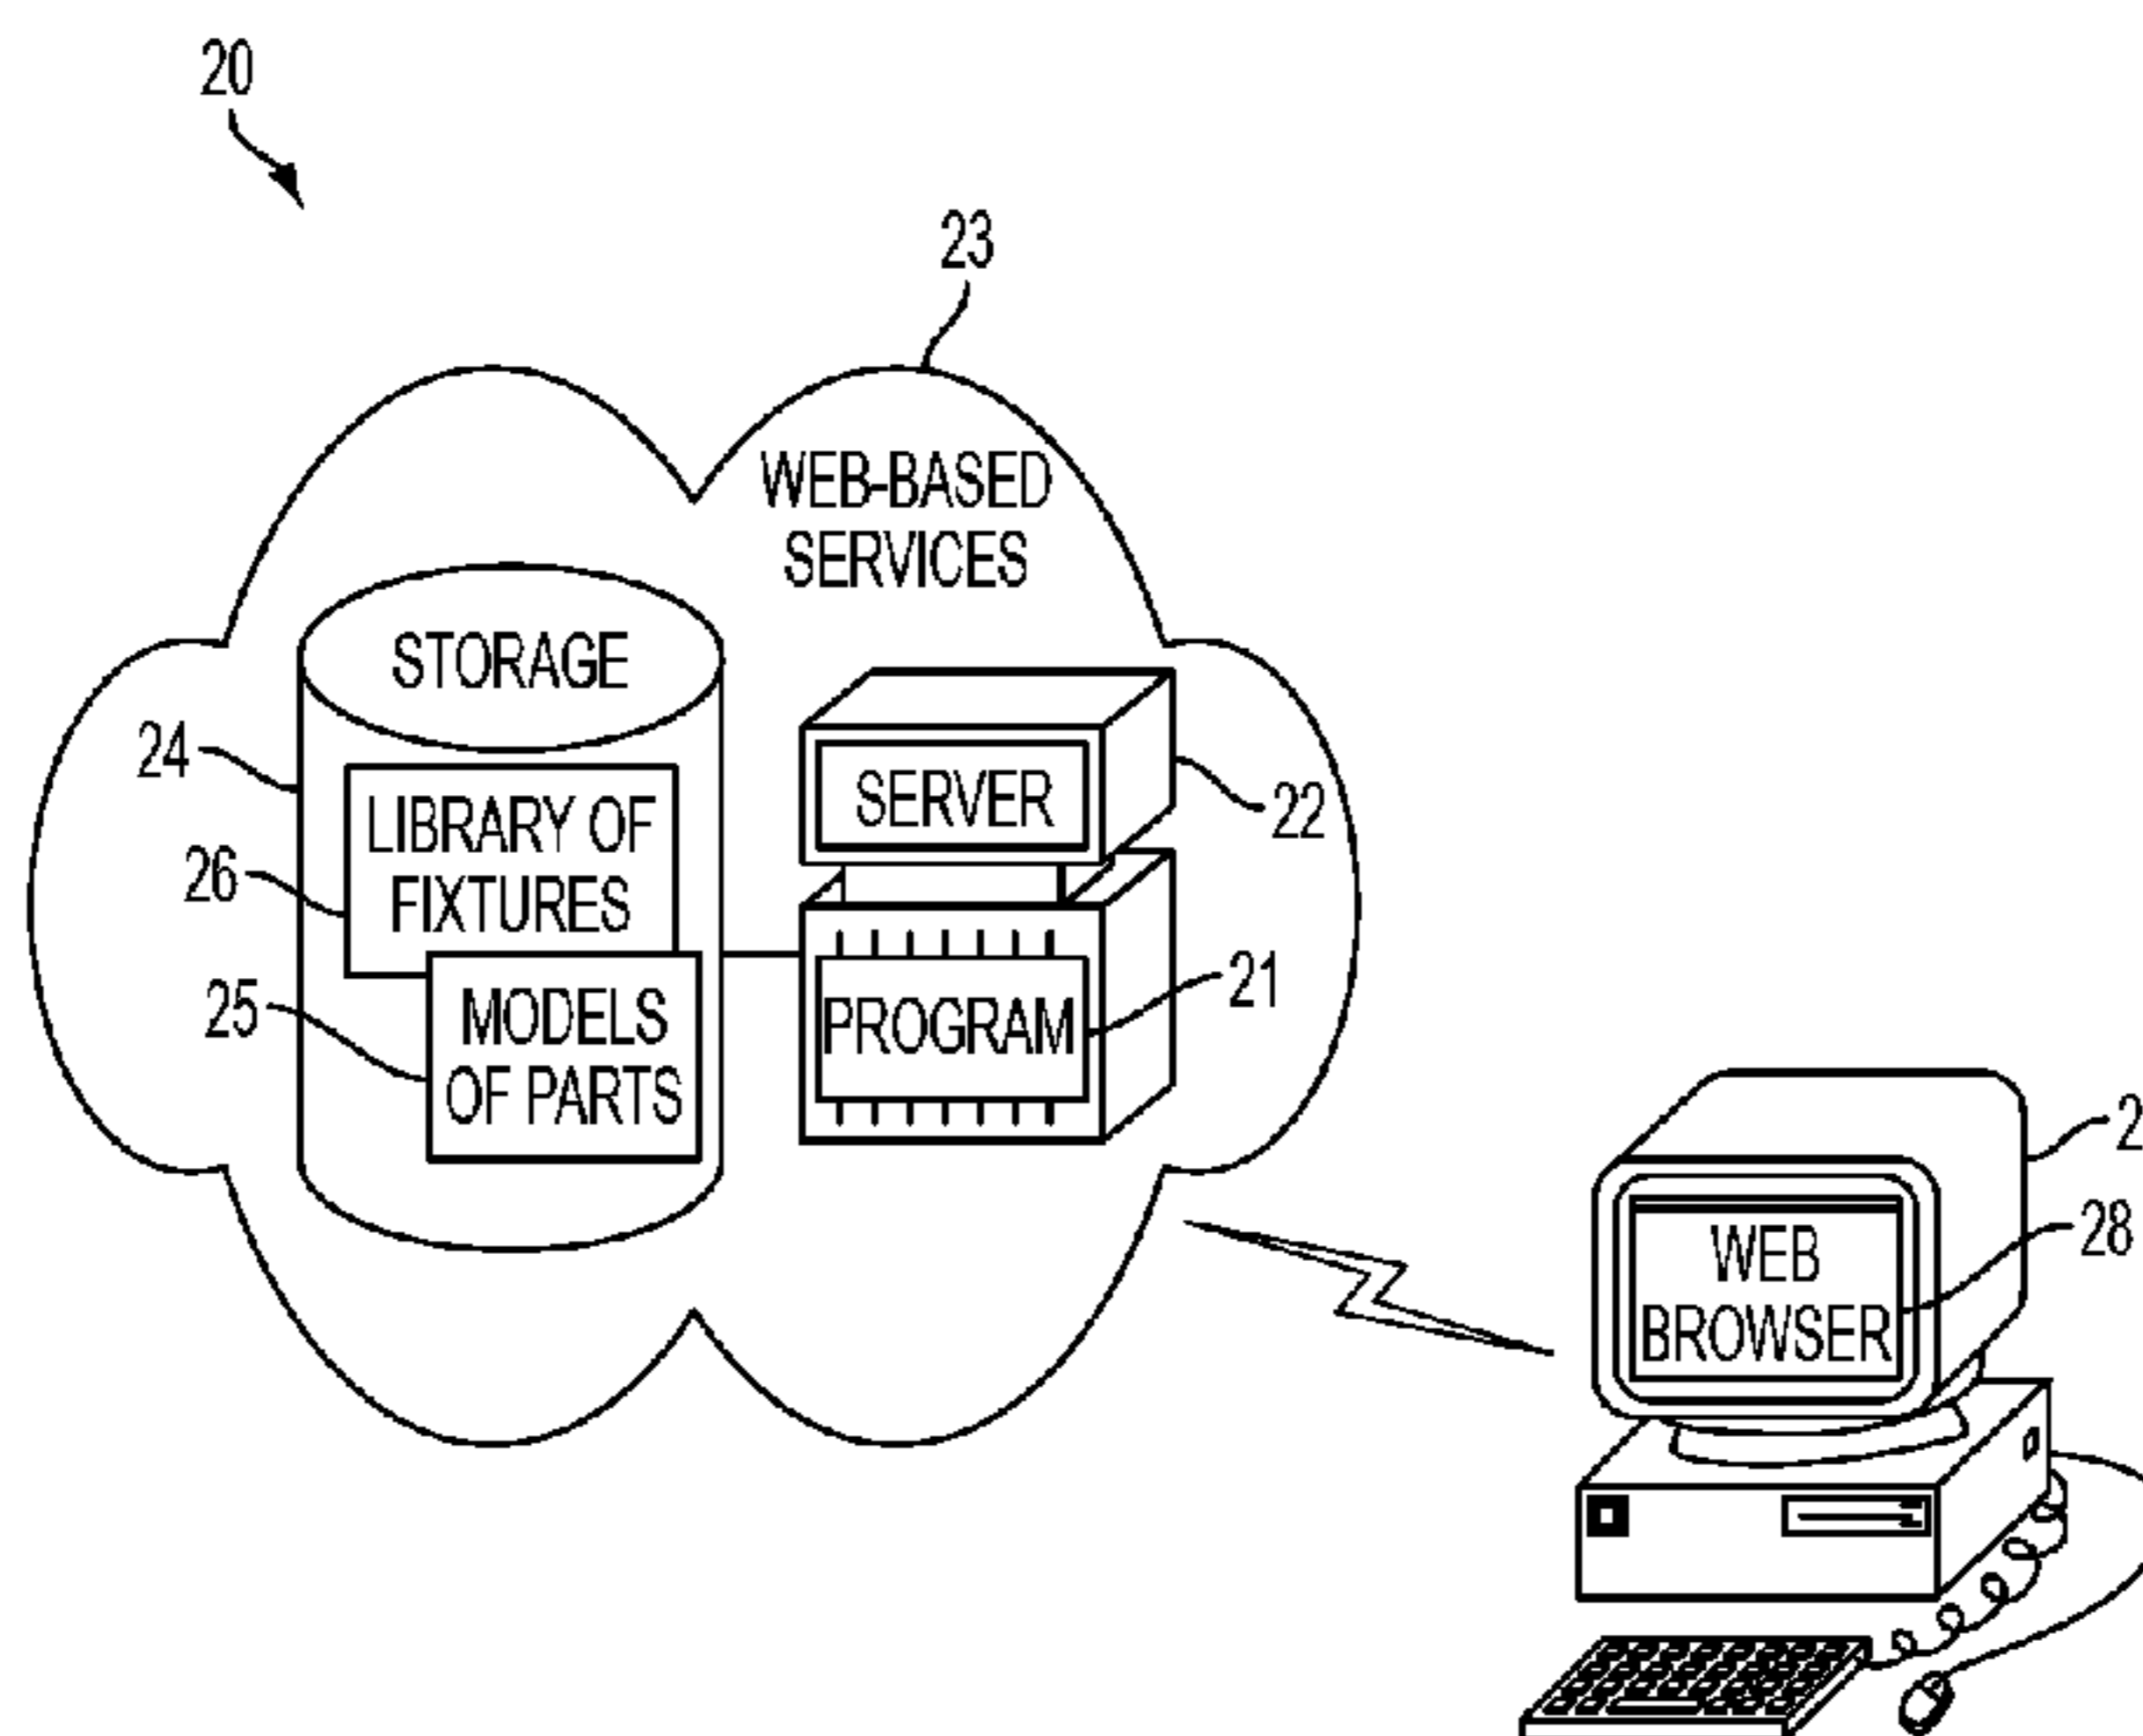 20
23
WEB-BASED
SERVICES
STORAGE
24
SERVER
22
LIBRARY OF
FIXTURES
26
21
25
MODELS
OF PARTS
PROGRAM
2
28
WEB
BROWSER